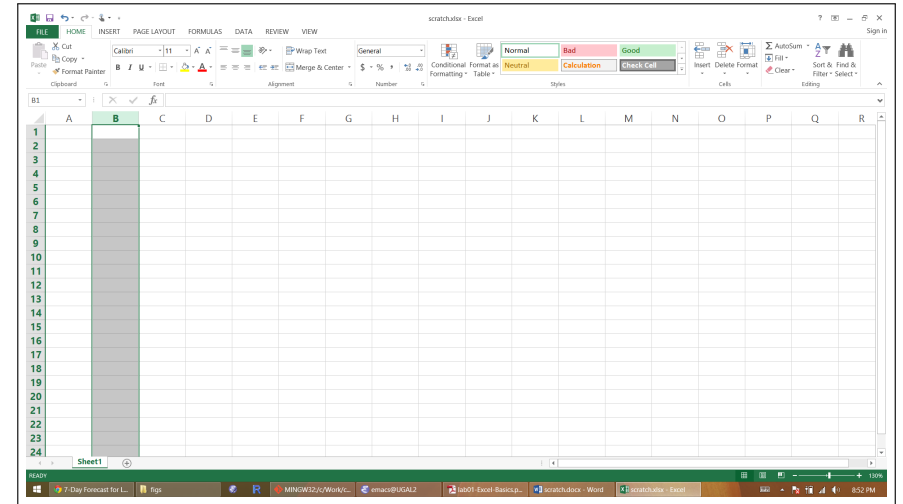 scratch.xlsx - Excel
FILE HOME INSERT PAGE LAYOUT FORMULAS DATA REVIEW VIEW Sign in
Paste
Cut
Copy
Format Painter
Clipboard
Calibri 11
B I U
Font
Wrap Text
Merge & Center
Alignment
General
$ % ,
Number
Conditional Formatting
Format as Table
Normal Bad Good
Neutral Calculation Check Cell
Styles
Insert Delete Format
Cells
AutoSum
Fill
Clear
Sort & Filter
Find & Select
Editing
B1 fx
A B C D E F G H I J K L M N O P Q R
1
2
3
4
5
6
7
8
9
10
11
12
13
14
15
16
17
18
19
20
21
22
23
24
Sheet1
READY 130%
7-Day Forecast for L... figs R MINGW32:/c/Work/c... emacs@UGAL2 lab01-Excel-Basics.p... scratch.docx - Word scratch.xlsx - Excel 8:52 PM